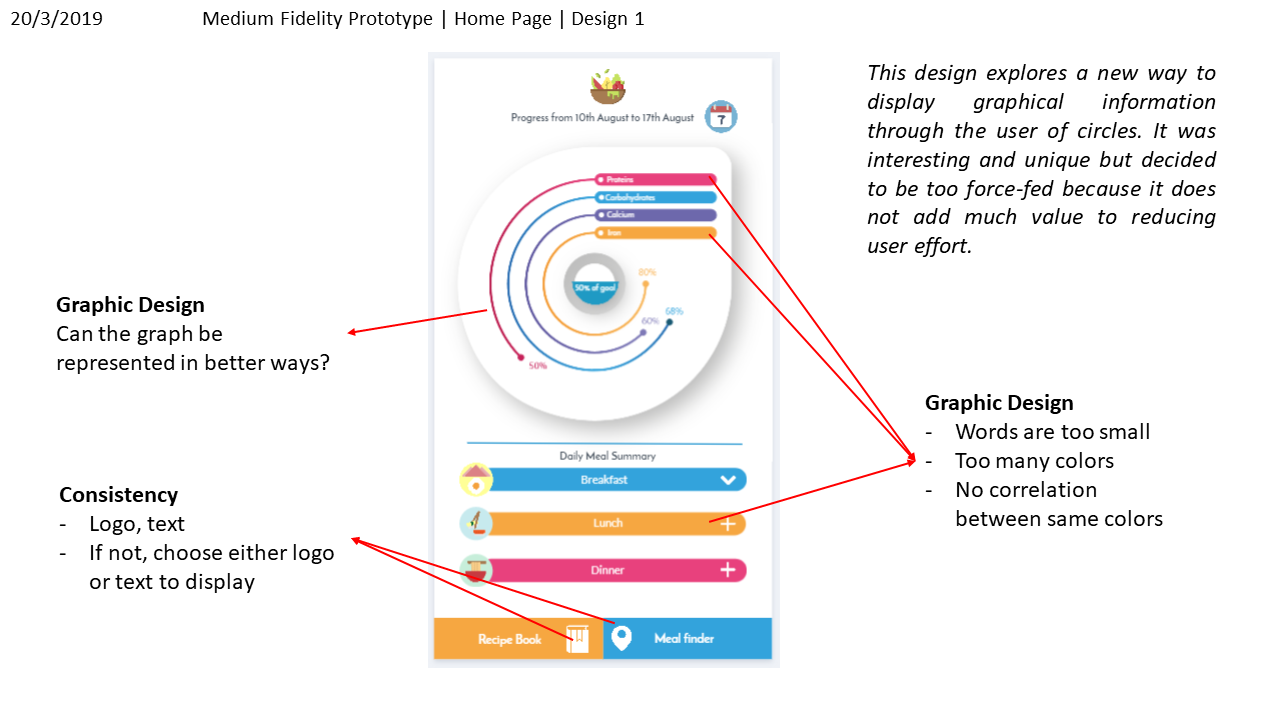 20/3/2019
Medium Fidelity Prototype | Home Page | Design 1
This design explores a new way to
display graphical information
through the user of circles. It was
interesting and unique but decided
to be too force-fed because it does
not add much value to reducing
user effort.
Progress from 10th August to 17th August
7
Proteins
Carbohydrates
Calcium
Iron
50% of goal
80%
68%
60%
50%
Graphic Design
Can the graph be
represented in better ways?
Graphic Design
- Words are too small
- Too many colors
- No correlation
between same colors
Daily Meal Summary
Breakfast
Lunch
Dinner
Consistency
- Logo, text
- If not, choose either logo
or text to display
Recipe Book
Meal finder